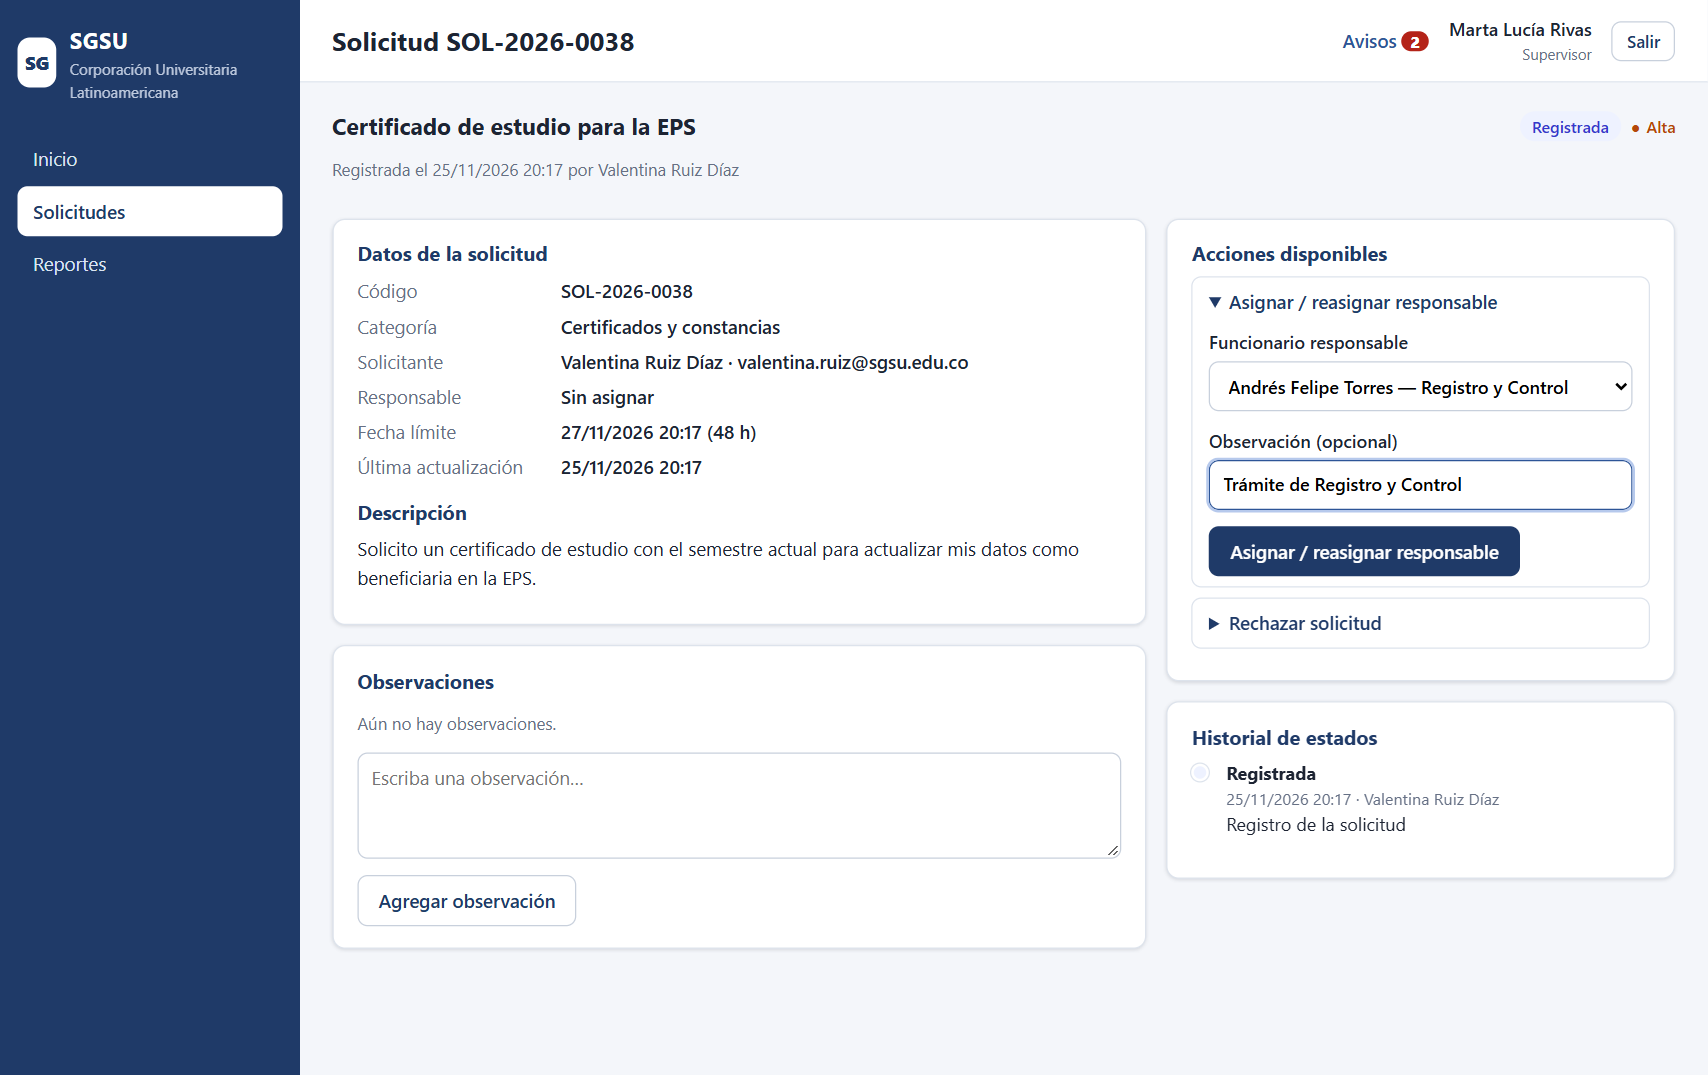 SG
SGSU
Corporación Universitaria
Latinoamericana
Inicio
Solicitudes
Reportes
Solicitud SOL-2026-0038
Avisos 2
Marta Lucía Rivas
Supervisor
Salir
Certificado de estudio para la EPS
Registrada
Alta
Registrada el 25/11/2026 20:17 por Valentina Ruiz Díaz
Datos de la solicitud
Código SOL-2026-0038
Categoría Certificados y constancias
Solicitante Valentina Ruiz Díaz · valentina.ruiz@sgsu.edu.co
Responsable Sin asignar
Fecha límite 27/11/2026 20:17 (48 h)
Última actualización 25/11/2026 20:17
Descripción
Solicito un certificado de estudio con el semestre actual para actualizar mis datos como
beneficiaria en la EPS.
Observaciones
Aún no hay observaciones.
Escriba una observación...
Agregar observación
Acciones disponibles
Asignar / reasignar responsable
Funcionario responsable
Andrés Felipe Torres — Registro y Control
Observación (opcional)
Trámite de Registro y Control
Asignar / reasignar responsable
Rechazar solicitud
Historial de estados
Registrada
25/11/2026 20:17 · Valentina Ruiz Díaz
Registro de la solicitud